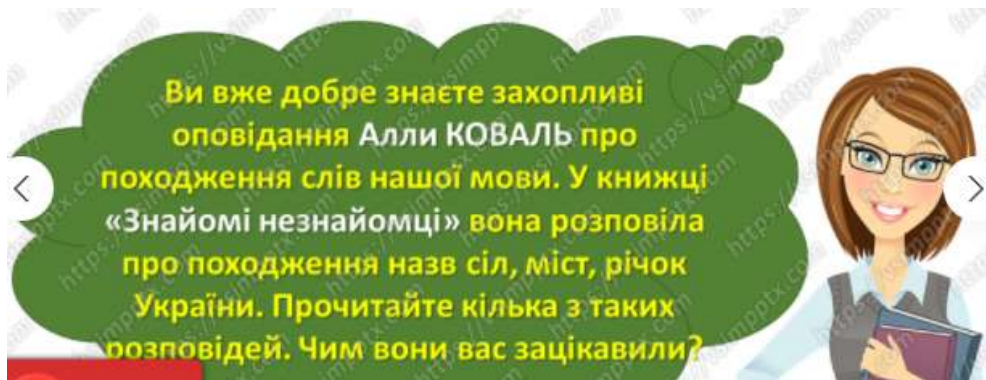 Ви вже добре знаєте захопливі
оповідання Алли КОВАЛЬ про
походження слів нашої мови. У книжці
«Знайомі незнайомці» вона розповіла
про походження назв сіл, міст, річок
України. Прочитайте кілька з таких
розповідей. Чим вони вас зацікавили?